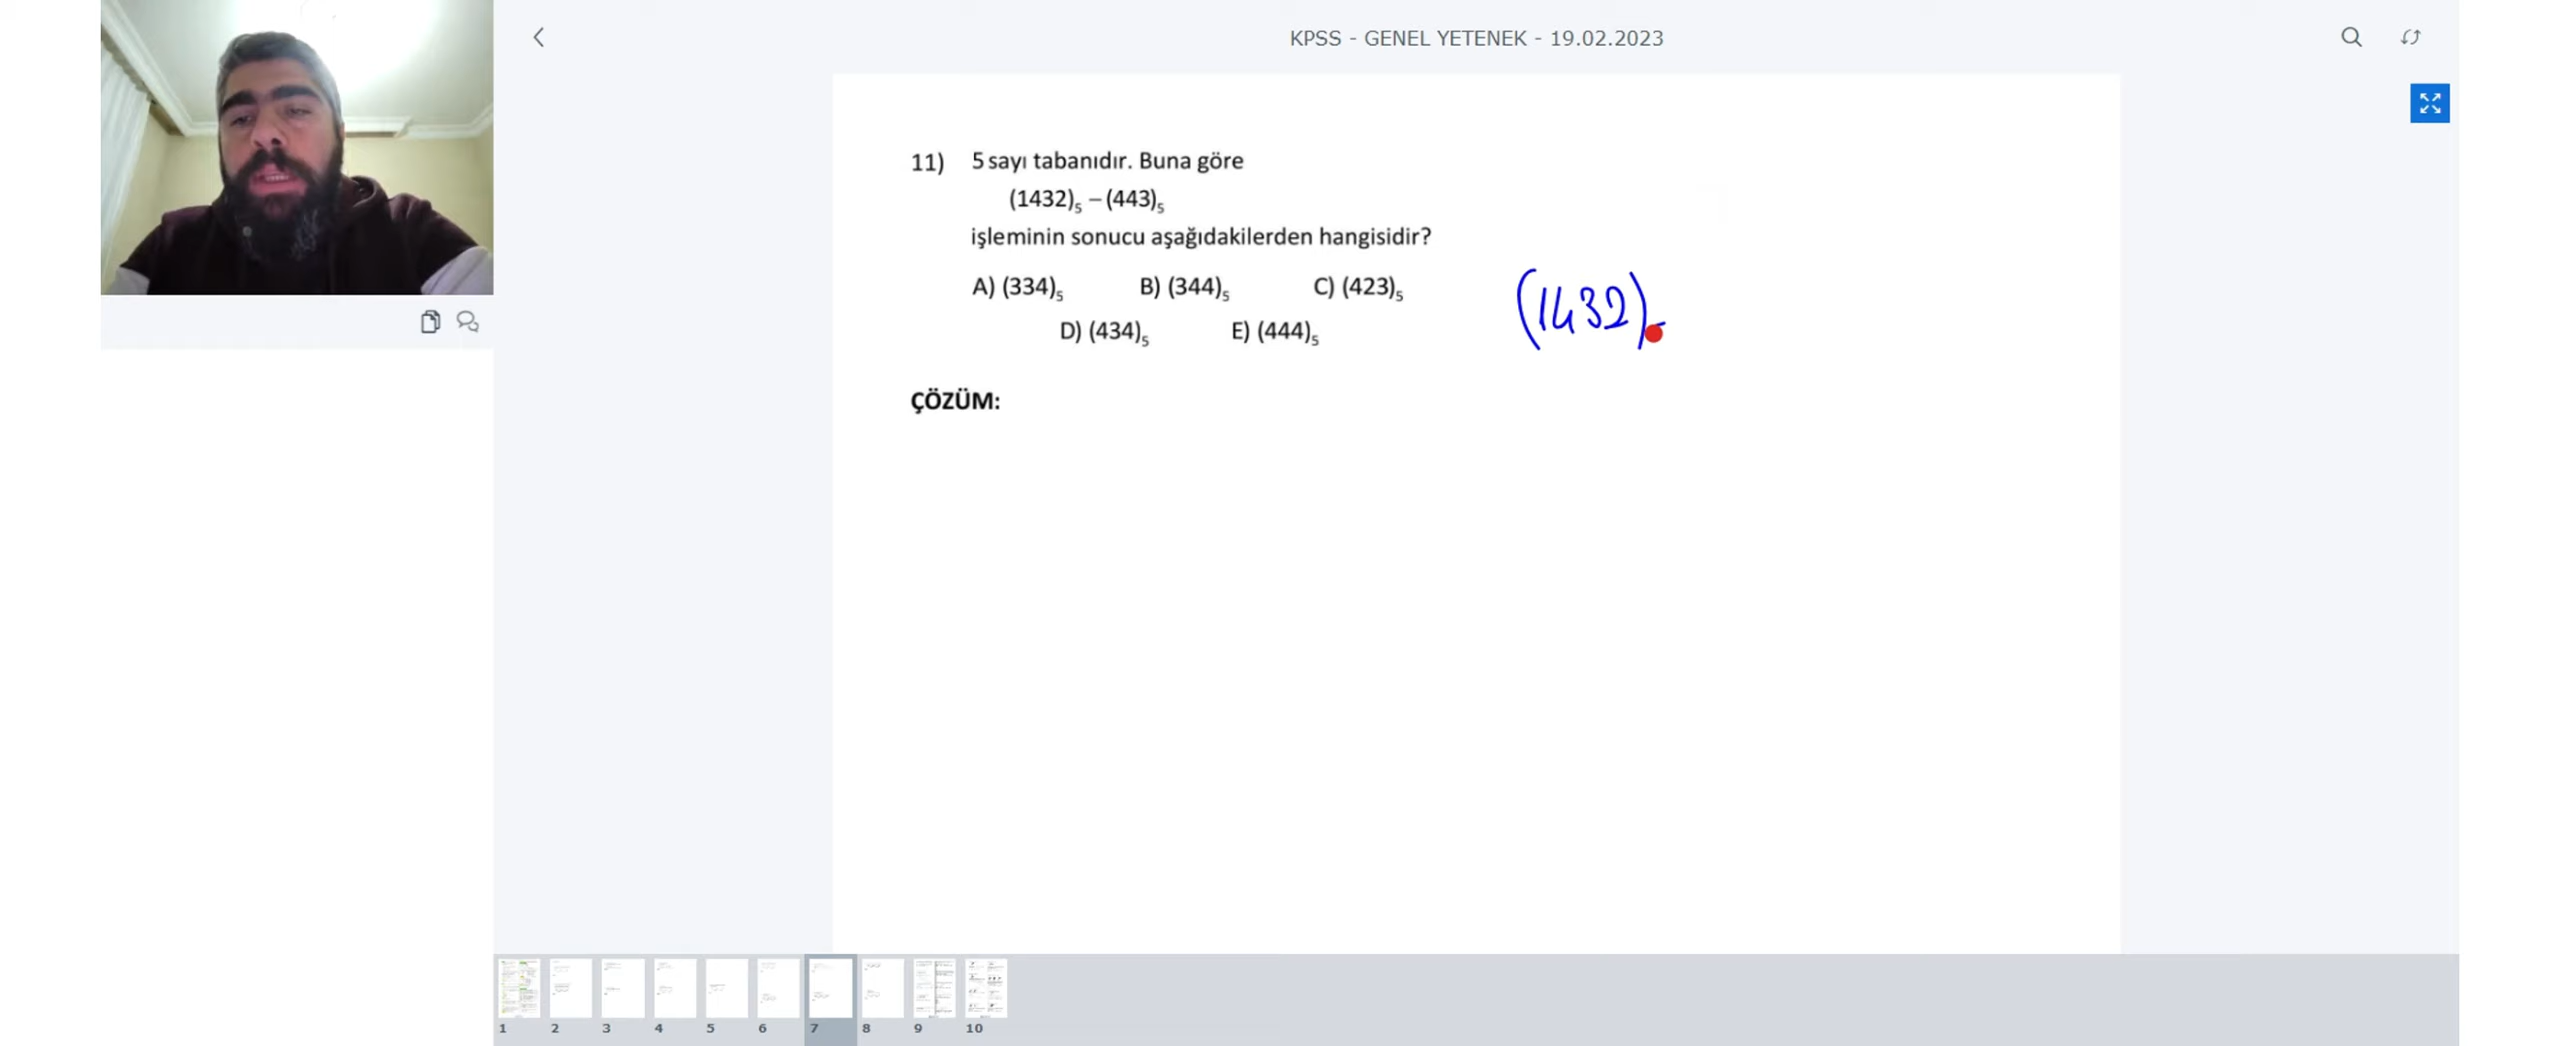 KPSS - GENEL YETENEK - 19.02.2023
11) 5 sayı tabanıdır. Buna göre
(1432)₅ – (443)₅
işleminin sonucu aşağıdakilerden hangisidir?
A) (334)₅ B) (344)₅ C) (423)₅
D) (434)₅ E) (444)₅
(1432)
ÇÖZÜM:
1 2 3 4 5 6 7 8 9 10